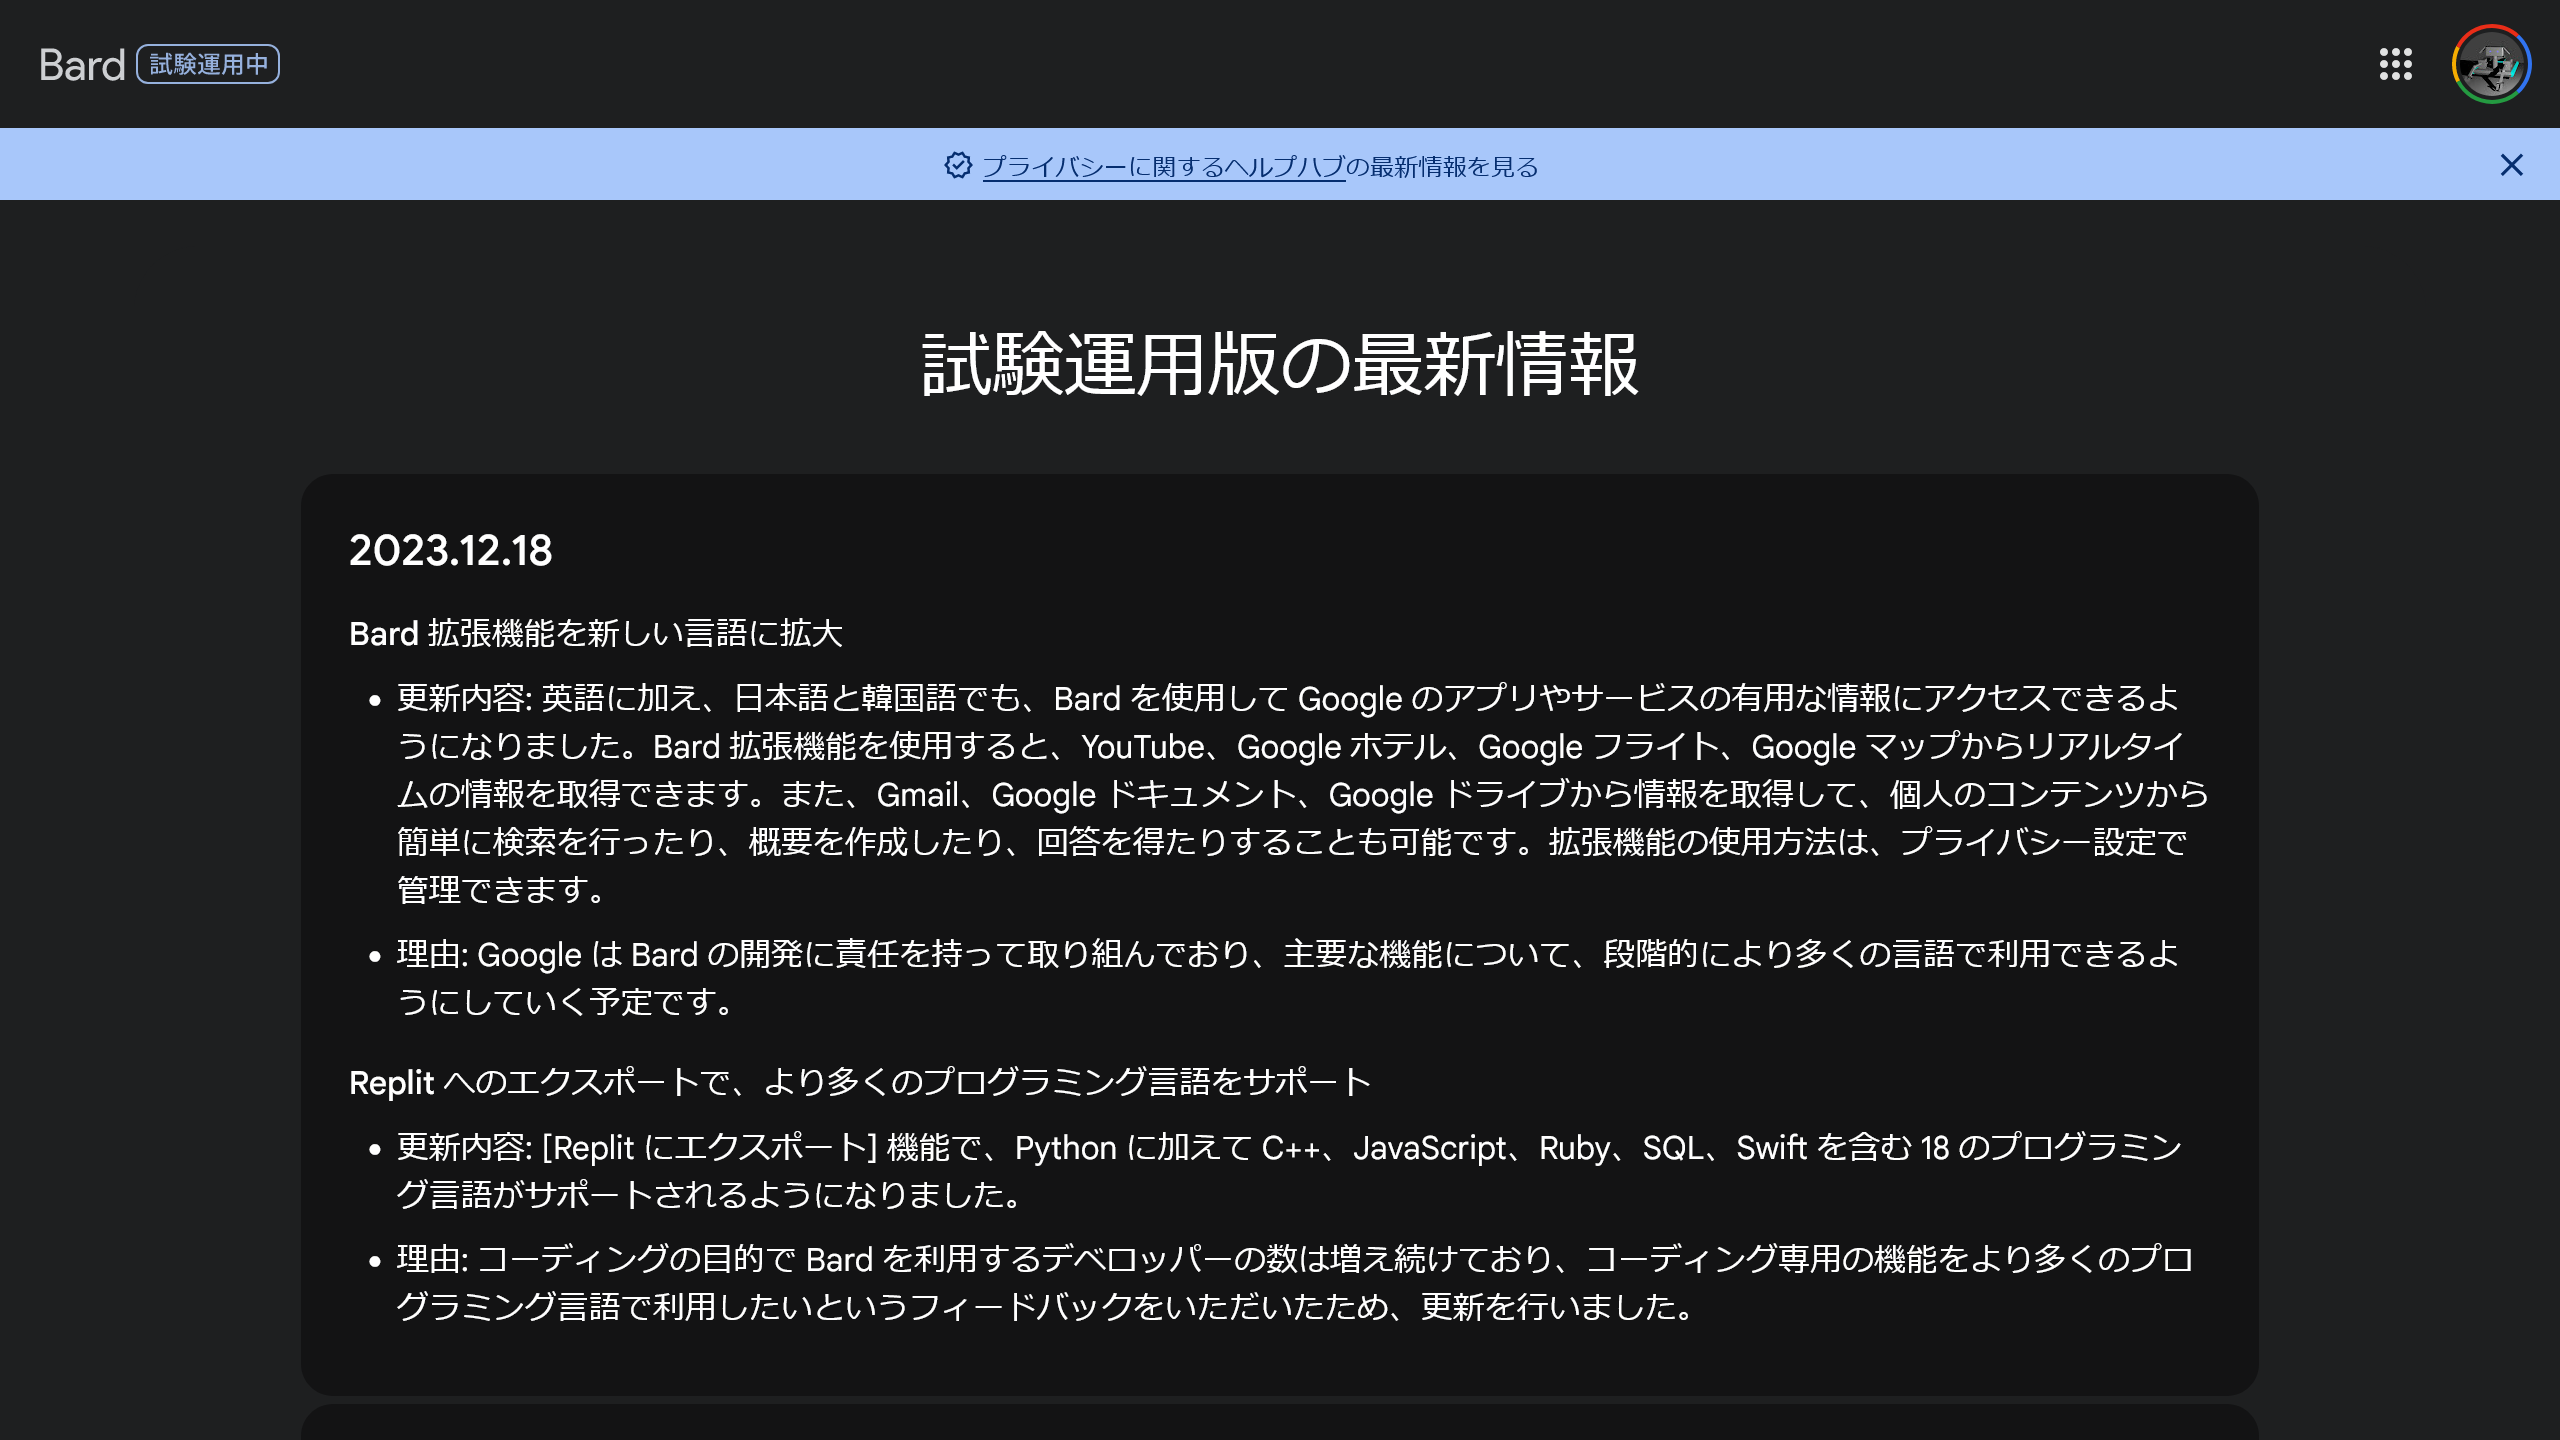 Bard 試験運用中
プライバシーに関するヘルプハブの最新情報を見る
試験運用版の最新情報
2023.12.18
Bard 拡張機能を新しい言語に拡大
• 更新内容: 英語に加え、日本語と韓国語でも、Bard を使用して Google のアプリやサービスの有用な情報にアクセスできるよ
うになりました。Bard 拡張機能を使用すると、YouTube、Google ホテル、Google フライト、Google マップからリアルタイ
ムの情報を取得できます。また、Gmail、Google ドキュメント、Google ドライブから情報を取得して、個人のコンテンツから
簡単に検索を行ったり、概要を作成したり、回答を得たりすることも可能です。拡張機能の使用方法は、プライバシー設定で
管理できます。
• 理由: Google は Bard の開発に責任を持って取り組んでおり、主要な機能について、段階的により多くの言語で利用できるよ
うにしていく予定です。
Replit へのエクスポートで、より多くのプログラミング言語をサポート
• 更新内容: [Replit にエクスポート] 機能で、Python に加えて C++、JavaScript、Ruby、SQL、Swift を含む 18 のプログラミン
グ言語がサポートされるようになりました。
• 理由: コーディングの目的で Bard を利用するデベロッパーの数は増え続けており、コーディング専用の機能をより多くのプロ
グラミング言語で利用したいというフィードバックをいただいたため、更新を行いました。